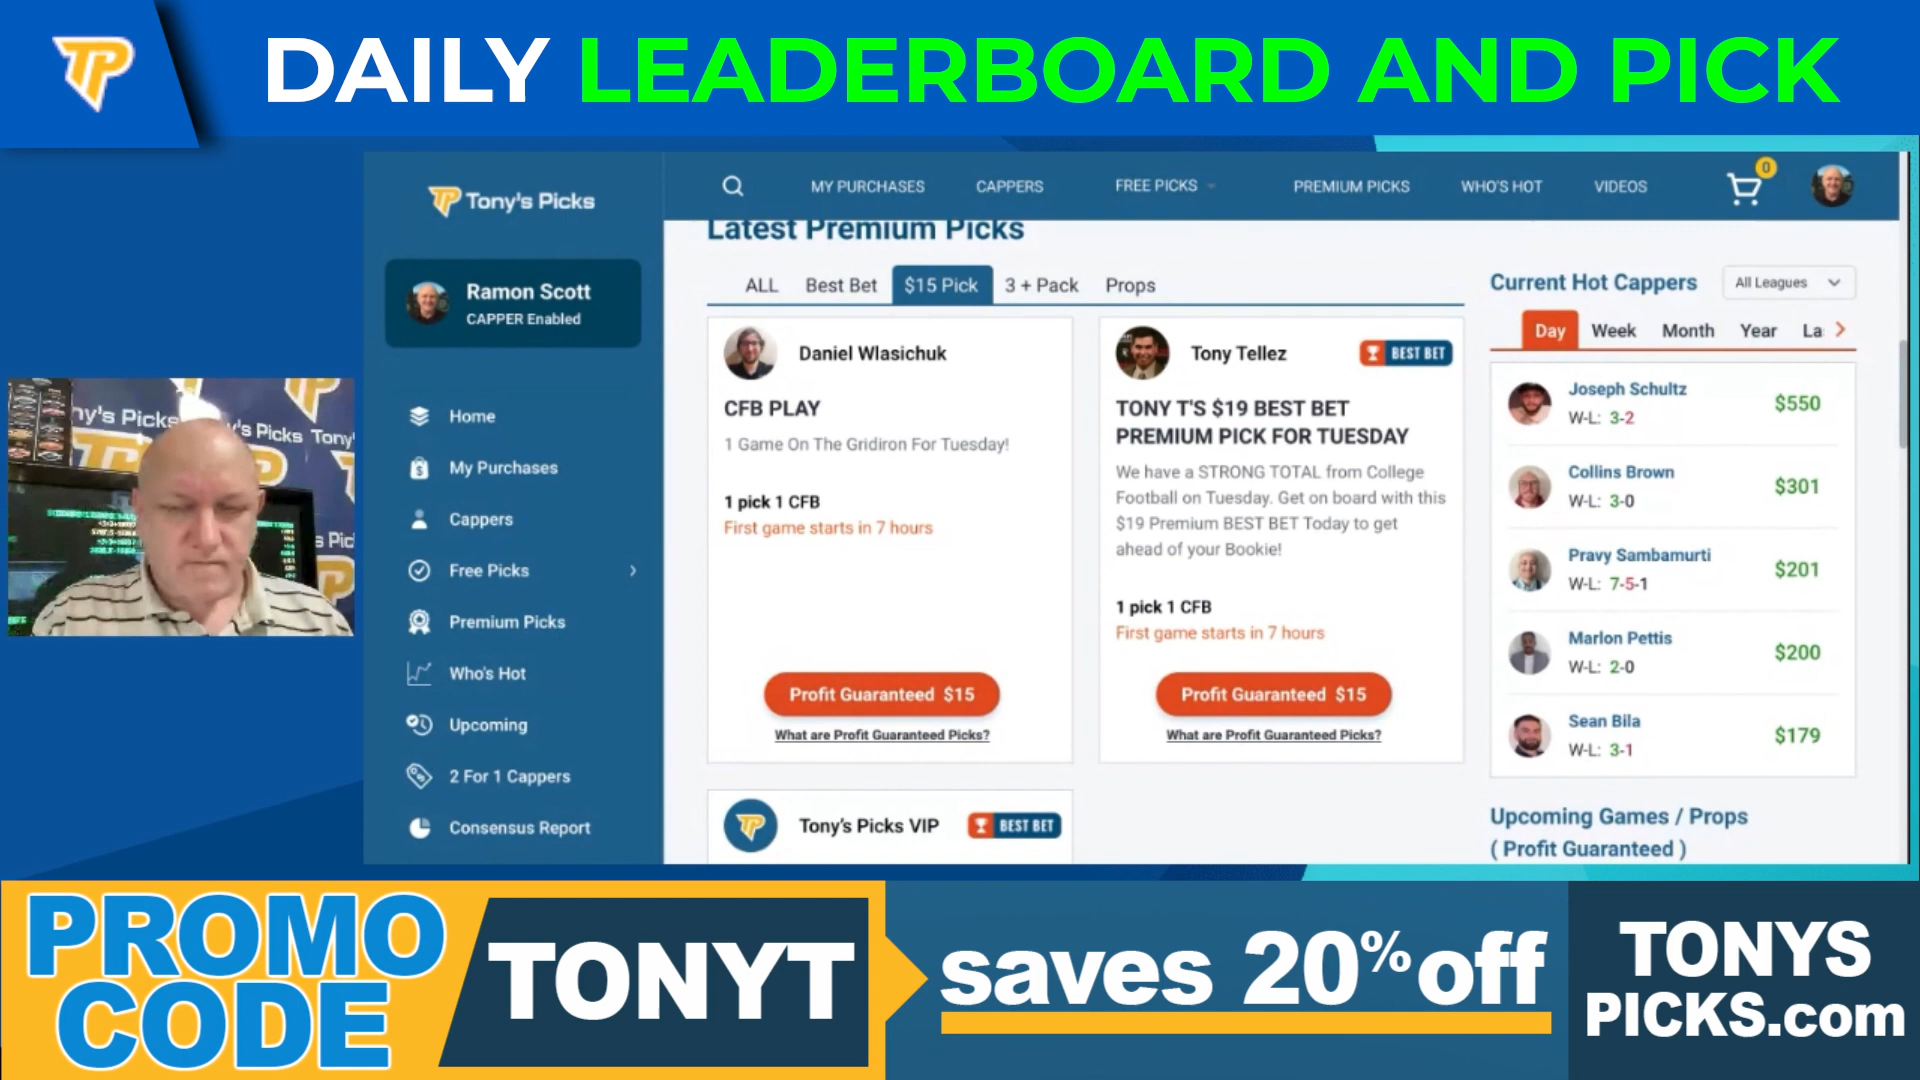 DAILY LEADERBOARD AND PICK
TP
Tony's Picks
MY PURCHASES
CAPPERS
FREE PICKS
PREMIUM PICKS
WHO'S HOT
VIDEOS
0
Ramon Scott
CAPPER Enabled
Home
My Purchases
Cappers
Free Picks
Premium Picks
Who's Hot
Upcoming
2 For 1 Cappers
Consensus Report
Latest Premium Picks
ALL
Best Bet
$15 Pick
3 + Pack
Props
Daniel Wlasichuk
CFB PLAY
1 Game On The Gridiron For Tuesday!
1 pick 1 CFB
First game starts in 7 hours
Profit Guaranteed $15
What are Profit Guaranteed Picks?
Tony Tellez
BEST BET
TONY T'S $19 BEST BET
PREMIUM PICK FOR TUESDAY
We have a STRONG TOTAL from College
Football on Tuesday. Get on board with this
$19 Premium BEST BET Today to get
ahead of your Bookie!
1 pick 1 CFB
First game starts in 7 hours
Profit Guaranteed $15
What are Profit Guaranteed Picks?
Tony's Picks VIP
BEST BET
Current Hot Cappers
All Leagues
Day
Week
Month
Year
La
Joseph Schultz
W-L: 3-2
$550
Collins Brown
W-L: 3-0
$301
Pravy Sambamurti
W-L: 7-5-1
$201
Marlon Pettis
W-L: 2-0
$200
Sean Bila
W-L: 3-1
$179
Upcoming Games / Props
( Profit Guaranteed )
ny's Picks
y's Picks
Tony'
s Pic
PROMO
CODE
TONYT
saves 20% off
TONYS
PICKS.com